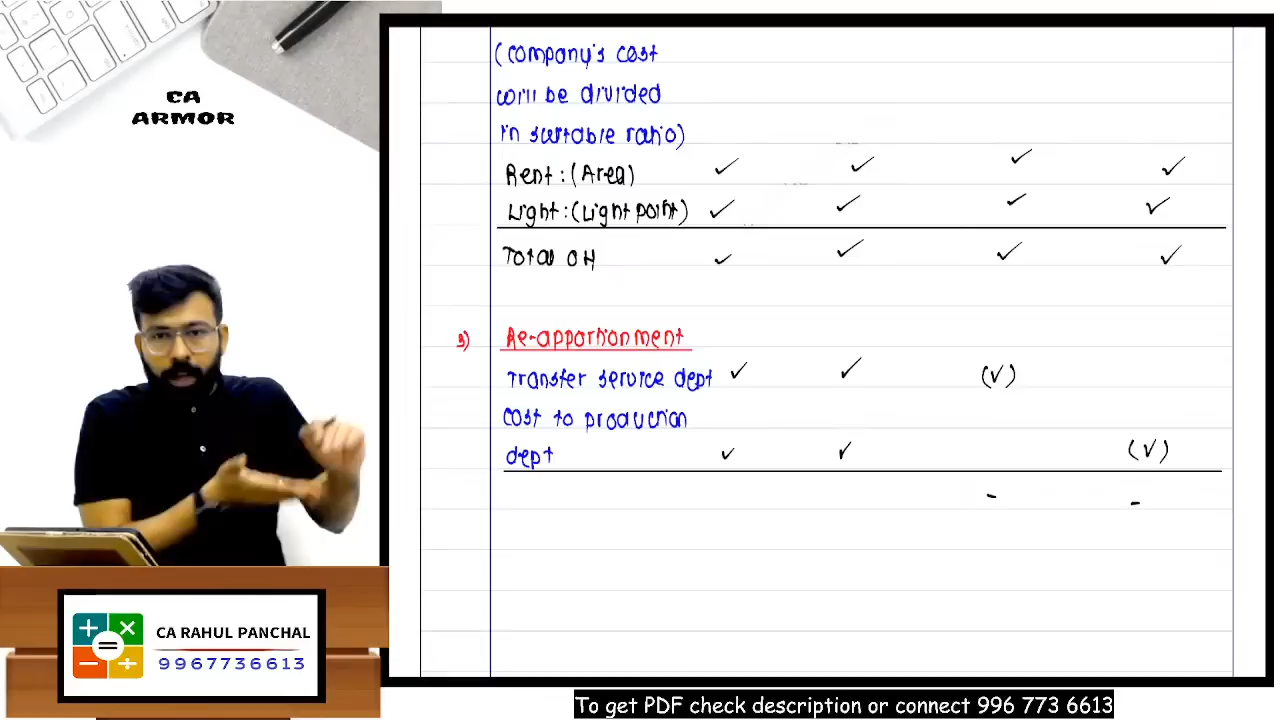 CA
ARMOR
(company's cost
will be divided
in suitable ratio)
Rent : (Area)
Light : (Light point)
Total OH
3) Re-apportionment
Transfer service dept
cost to production
dept
CA RAHUL PANCHAL
9967736613
To get PDF check description or connect 996 773 6613